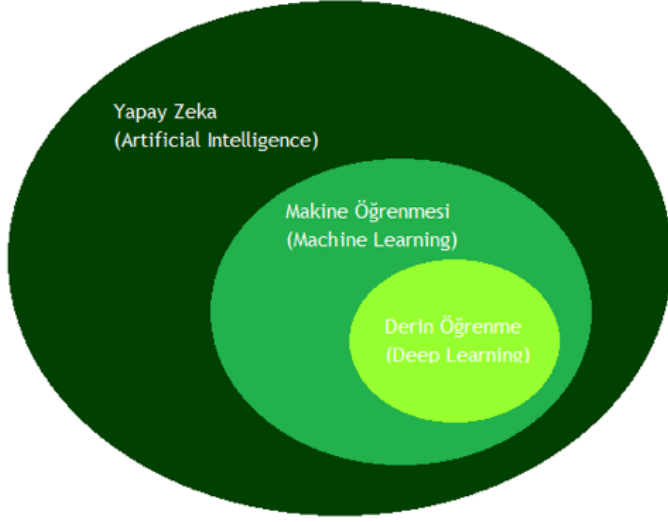 Yapay Zeka
(Artificial Intelligence)
Makine Öğrenmesi
(Machine Learning)
Derin Öğrenme
(Deep Learning)